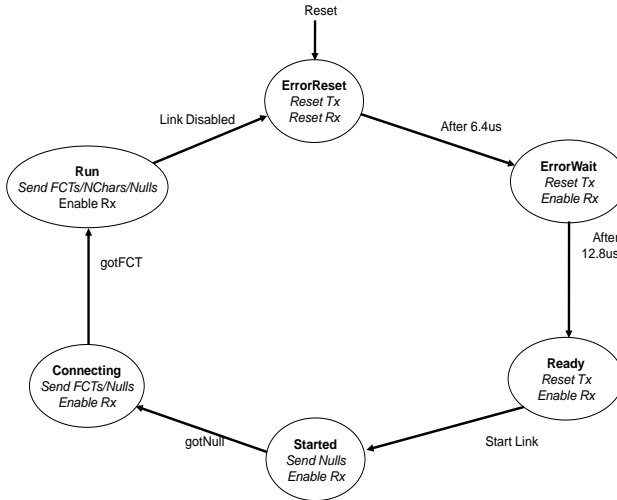 Reset
ErrorReset
Reset Tx
Reset Rx
Link Disabled
After 6.4us
Run
Send FCTs/NChars/Nulls
Enable Rx
ErrorWait
Reset Tx
Enable Rx
After
12.8us
gotFCT
Connecting
Send FCTs/Nulls
Enable Rx
Ready
Reset Tx
Enable Rx
gotNull
Started
Send Nulls
Enable Rx
Start Link